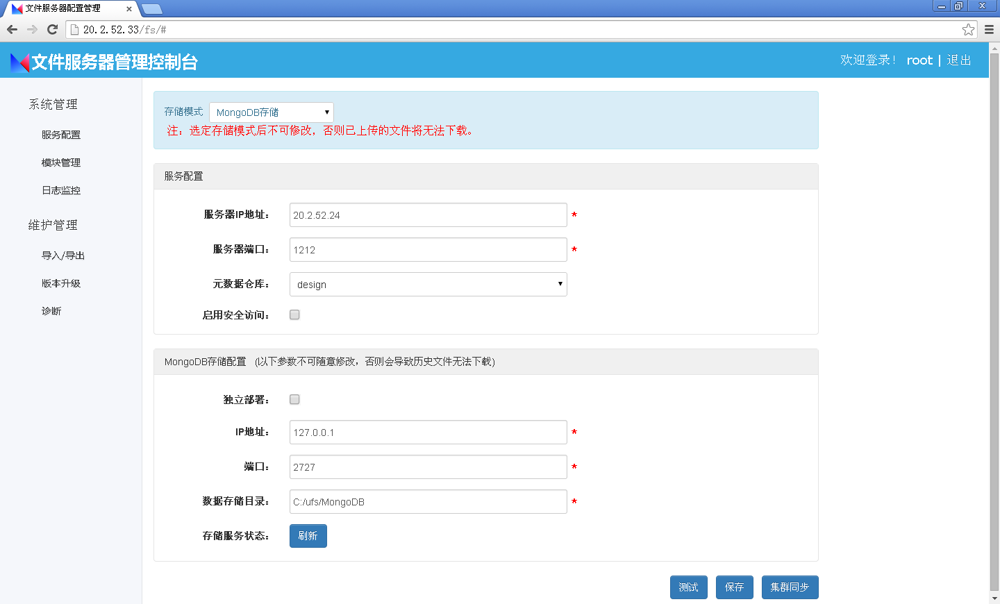 文件服务器配置管理
20.2.52.33/fs/#
文件服务器管理控制台
欢迎登录! root | 退出
系统管理
服务配置
模块管理
日志监控
维护管理
导入/导出
版本升级
诊断
存储模式 MongoDB存储
注：选定存储模式后不可修改，否则已上传的文件将无法下载。
服务配置
服务器IP地址： 20.2.52.24 *
服务器端口： 1212 *
元数据仓库： design
启用安全访问：
MongoDB存储配置 (以下参数不可随意修改，否则会导致历史文件无法下载)
独立部署：
IP地址： 127.0.0.1 *
端口： 2727 *
数据存储目录： C:/ufs/MongoDB *
存储服务状态： 刷新
测试 保存 集群同步